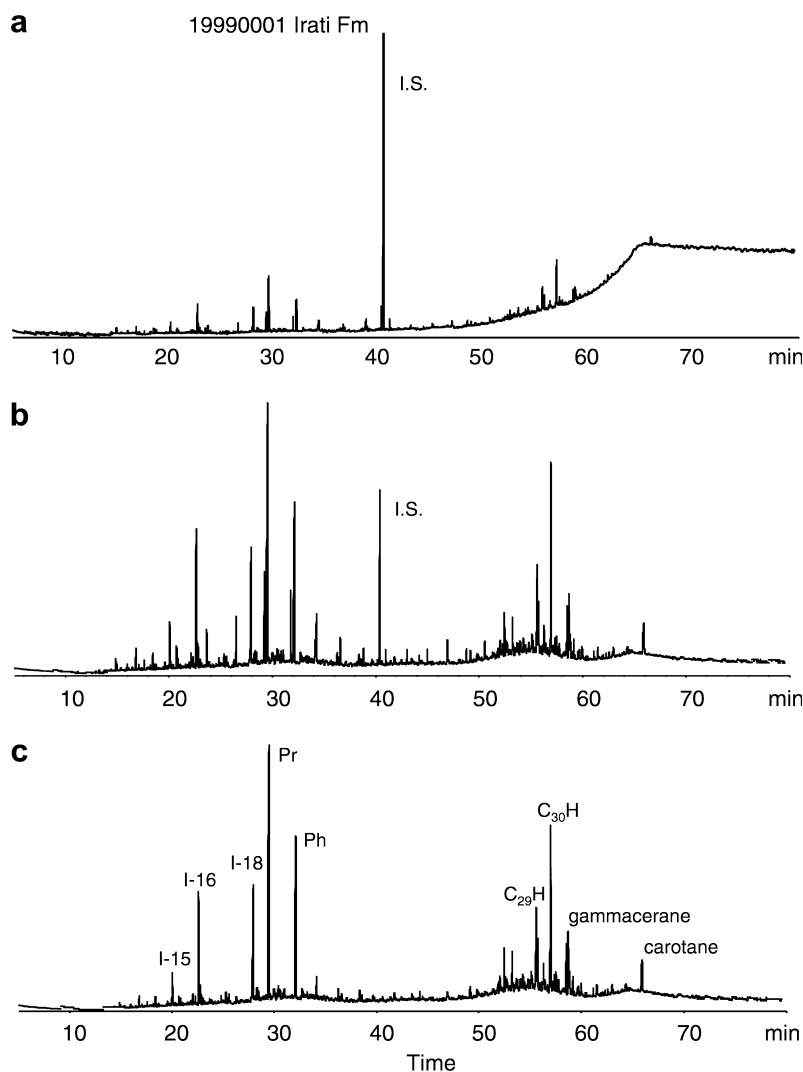 a
19990001 Irati Fm
I.S.
10 20 30 40 50 60 70 min
b
I.S.
10 20 30 40 50 60 70 min
c
Pr
Ph
I-18
I-16
I-15
C₃₀H
C₂₉H
gammacerane
carotane
10 20 30 40 50 60 70 min
Time